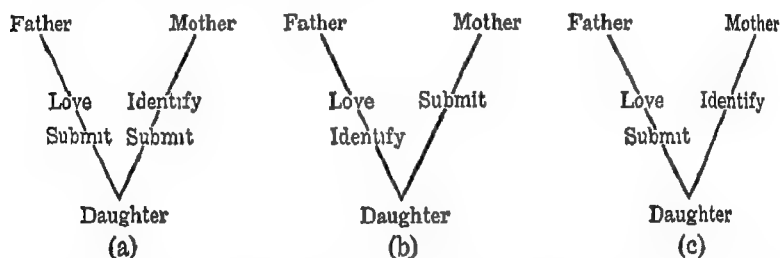 Father Mother Father Mother Father Mother
Love Identify Love Submit Love Identify
Submit Submit Identify Submit
Daughter Daughter Daughter
(a) (b) (c)